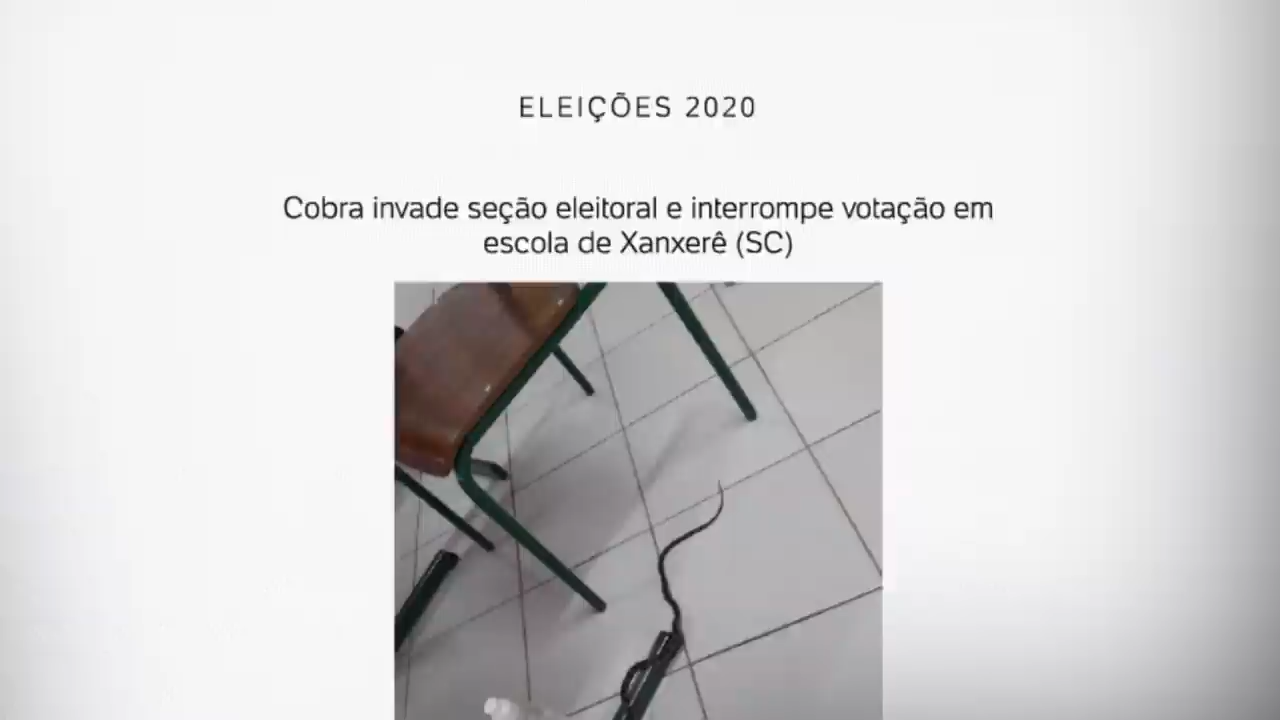 ELEIÇÕES 2020
Cobra invade seção eleitoral e interrompe votação em
escola de Xanxerê (SC)